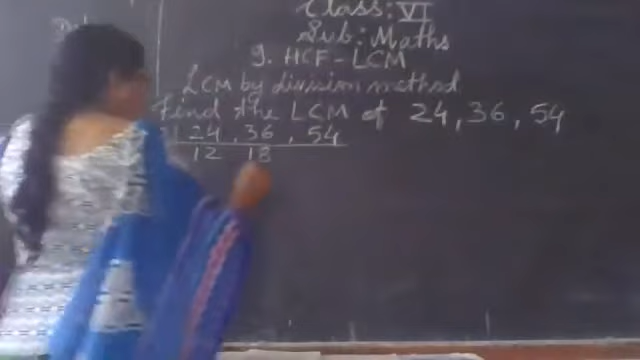 Class: VI
Sub: Maths
9. HCF - LCM
LCM by division method
Find the LCM of 24, 36, 54
24, 36, 54
12 18